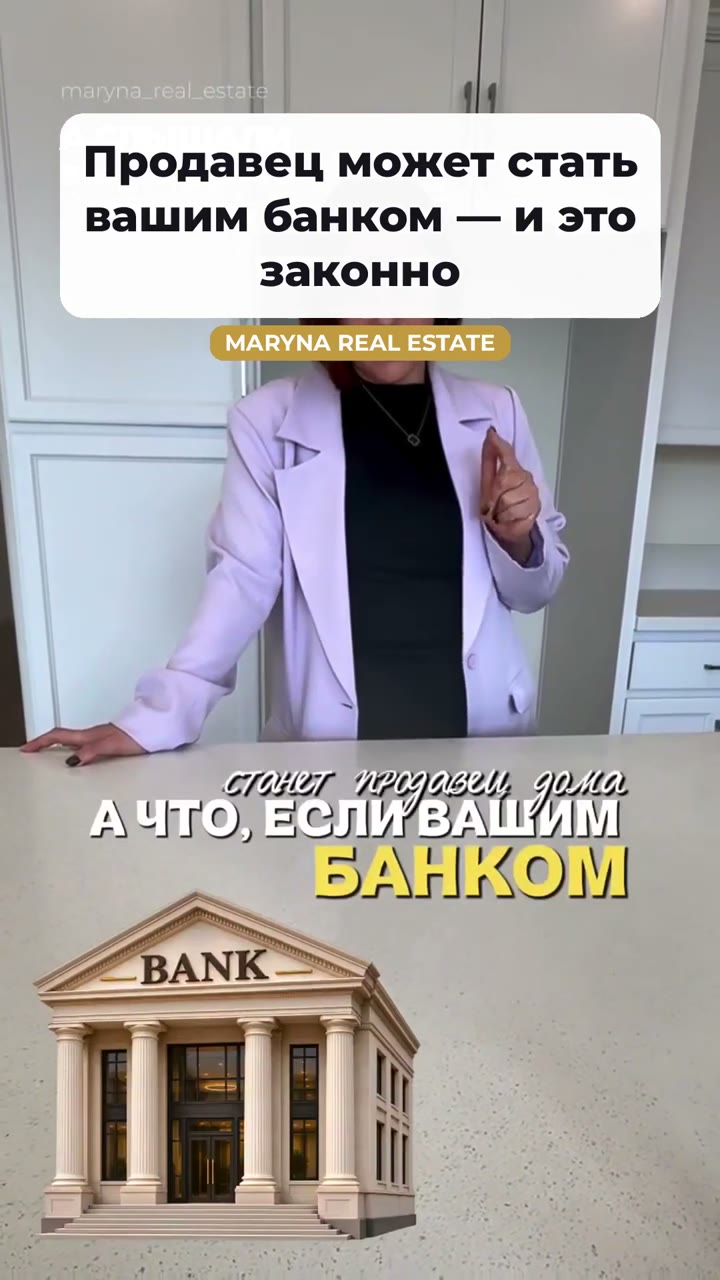 maryna_real_estate
Продавец может стать
вашим банком — и это
законно
MARYNA REAL ESTATE
станет продавец дома
А ЧТО, ЕСЛИ ВАШИМ
БАНКОМ
BANK